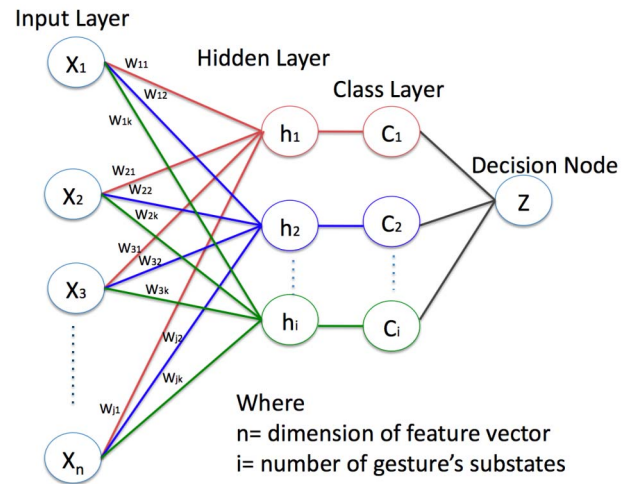 Input Layer
Hidden Layer
Class Layer
Decision Node
X1
X2
X3
Xn
W11
W12
W1k
W21
W22
W2k
W31
W32
W3k
Wj2
Wjk
Wj1
h1
h2
hi
C1
C2
Ci
Z
Where
n= dimension of feature vector
i= number of gesture's substates